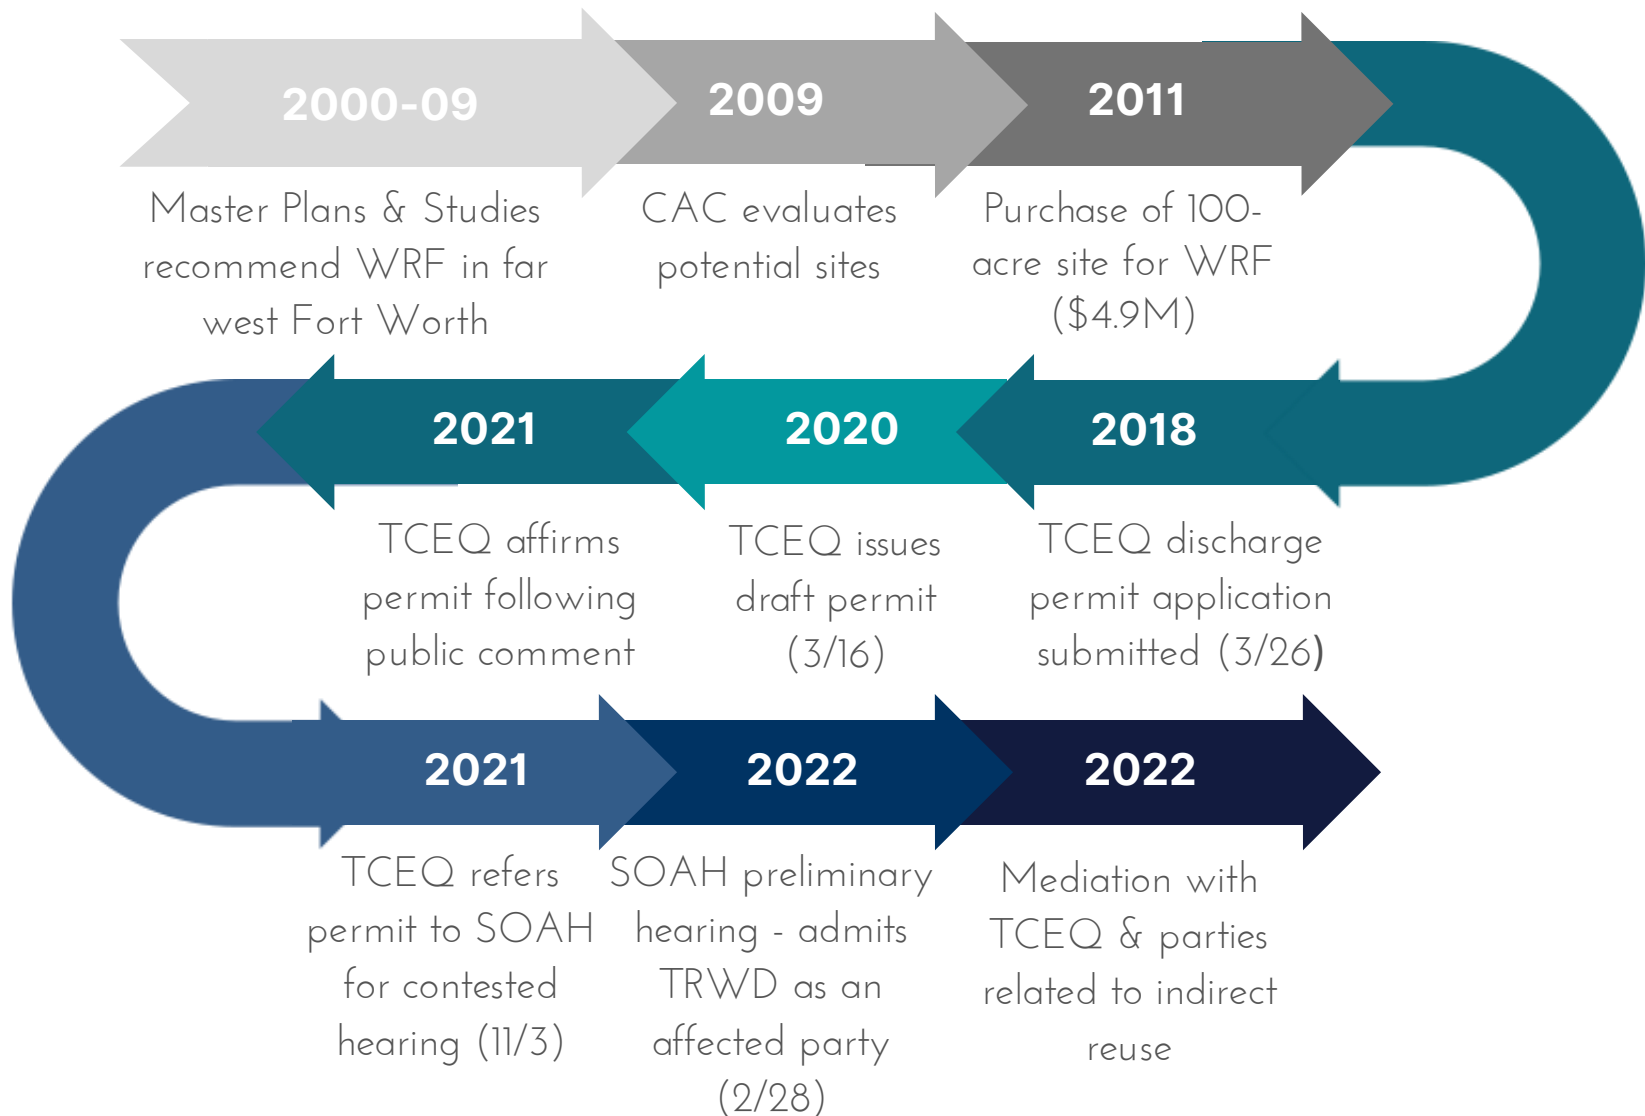 2000-09
Master Plans & Studies
recommend WRF in far
west Fort Worth
2009
CAC evaluates
potential sites
2011
Purchase of 100-
acre site for WRF
($4.9M)
2018
TCEQ discharge
permit application
submitted (3/26)
2020
TCEQ issues
draft permit
(3/16)
2021
TCEQ affirms
permit following
public comment
2021
TCEQ refers
permit to SOAH
for contested
hearing (11/3)
2022
SOAH preliminary
hearing - admits
TRWD as an
affected party
(2/28)
2022
Mediation with
TCEQ & parties
related to indirect
reuse